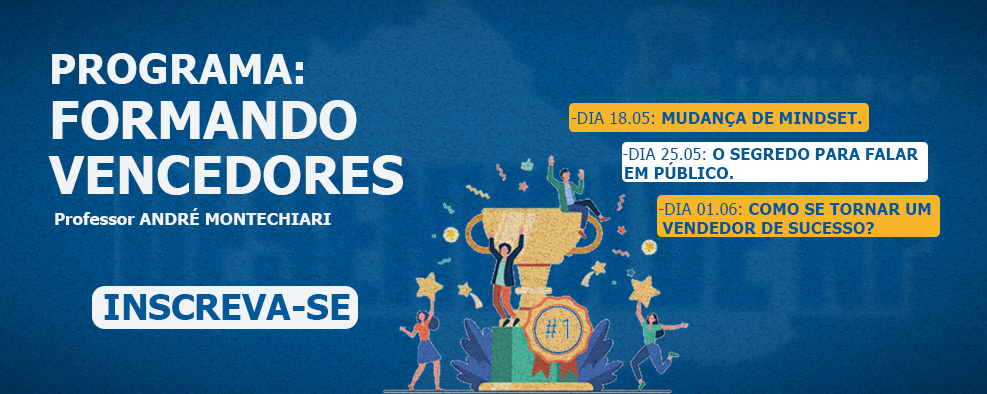 PROGRAMA:
FORMANDO
VENCEDORES
Professor ANDRÉ MONTECHIARI
INSCREVA-SE
-DIA 18.05: MUDANÇA DE MINDSET.
-DIA 25.05: O SEGREDO PARA FALAR
EM PÚBLICO.
-DIA 01.06: COMO SE TORNAR UM
VENDEDOR DE SUCESSO?
#1